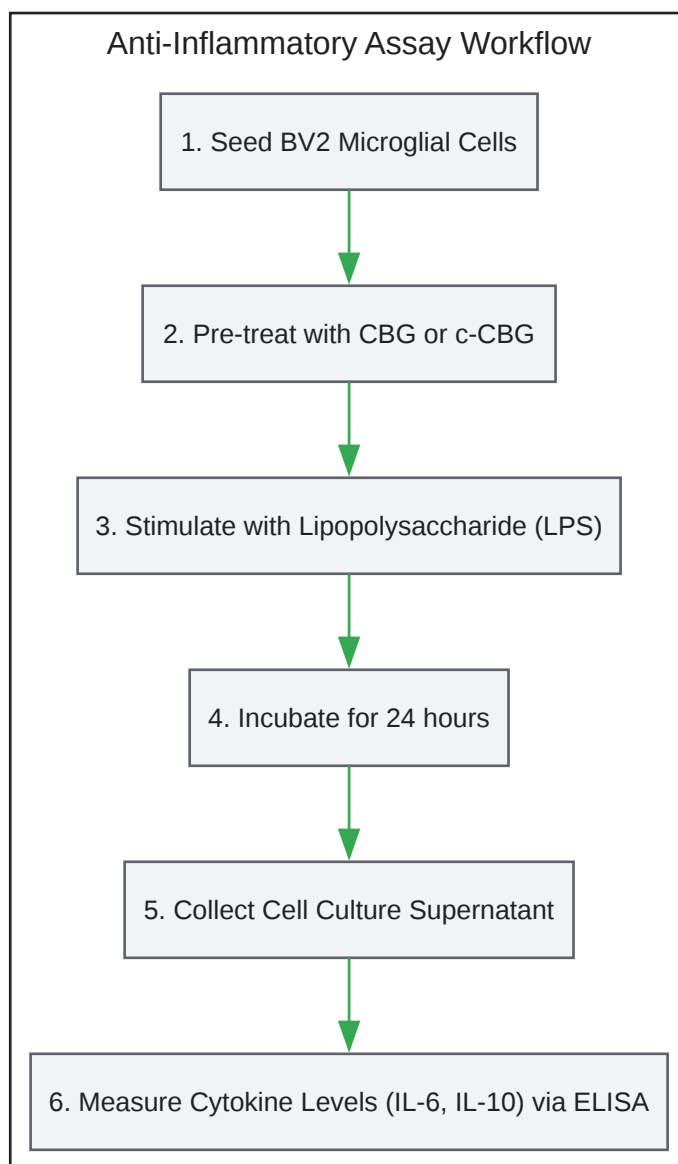 Anti-Inflammatory Assay Workflow
1. Seed BV2 Microglial Cells
2. Pre-treat with CBG or c-CBG
3. Stimulate with Lipopolysaccharide (LPS)
4. Incubate for 24 hours
5. Collect Cell Culture Supernatant
6. Measure Cytokine Levels (IL-6, IL-10) via ELISA